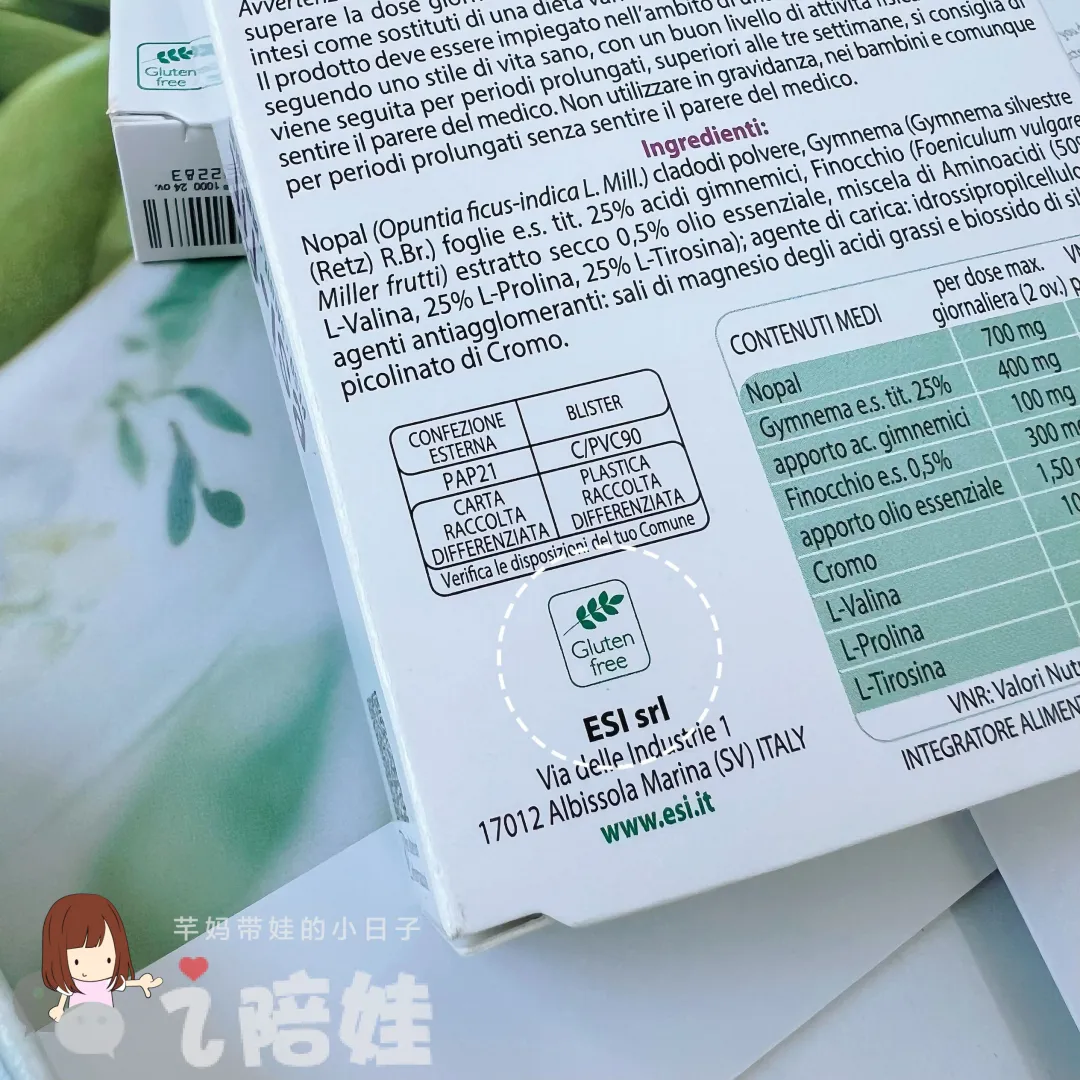 superare la dose
intesi come sostituti di una dieta
Il prodotto deve essere impiegato nell'ambito di
seguendo uno stile di vita sano, con un buon livello di attività
viene seguita per periodi prolungati, superiori alle tre settimane, si consiglia di
sentire il parere del medico. Non utilizzare in gravidanza, nei bambini e comunque
per periodi prolungati senza sentire il parere del medico.
Ingredienti:
Nopal (Opuntia ficus-indica L. Mill.) cladodi polvere, Gymnema (Gymnema silvestre
(Retz) R.Br.) foglie e.s. tit. 25% acidi gimnemici, Finocchio (Foeniculum vulgare
Miller frutti) estratto secco 0,5% olio essenziale, miscela di Aminoacidi (50%
L-Valina, 25% L-Prolina, 25% L-Tirosina); agente di carica: idrossipropilcellulo
agenti antiagglomeranti: sali di magnesio degli acidi grassi e biossido di
picolinato di Cromo.
CONFEZIONE ESTERNA
BLISTER
PAP21
C/PVC90
CARTA
RACCOLTA
DIFFERENZIATA
PLASTICA
RACCOLTA
DIFFERENZIATA
Verifica le disposizioni del tuo Comune
CONTENUTI MEDI
per dose max.
giornaliera (2 ov.)
Nopal 700 mg
Gymnema e.s. tit. 25% 400 mg
apporto ac. gimnemici 100 mg
Finocchio e.s. 0,5% 300 mg
apporto olio essenziale 1,50
Cromo
L-Valina
L-Prolina
L-Tirosina
VNR: Valori
INTEGRATORE
Gluten
free
ESI srl
Via delle Industrie 1
17012 Albissola Marina (SV) ITALY
www.esi.it
Gluten
free
1000 24 ov.
芊妈带娃的小日子
陪娃